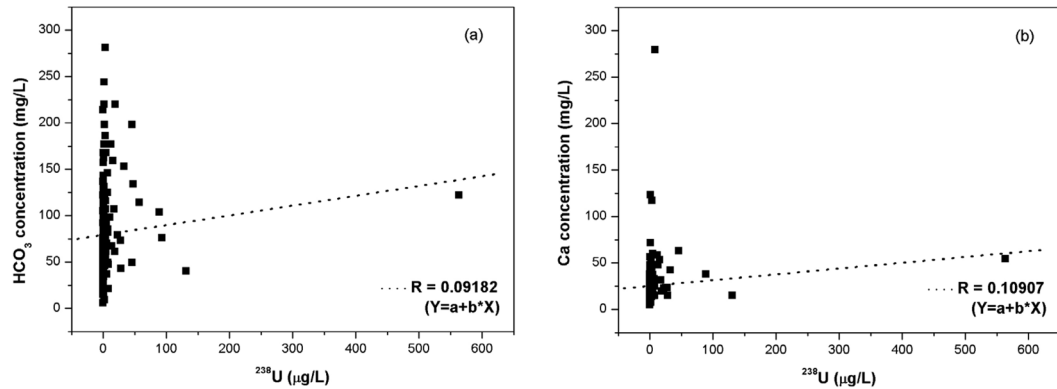 (a)
HCO3 concentration (mg/L)
300
250
200
150
100
50
0
0 100 200 300 400 500 600
238U (μg/L)
R = 0.09182
(Y=a+b*X)
(b)
Ca concentration (mg/L)
300
250
200
150
100
50
0
0 100 200 300 400 500 600
238U (μg/L)
R = 0.10907
(Y=a+b*X)